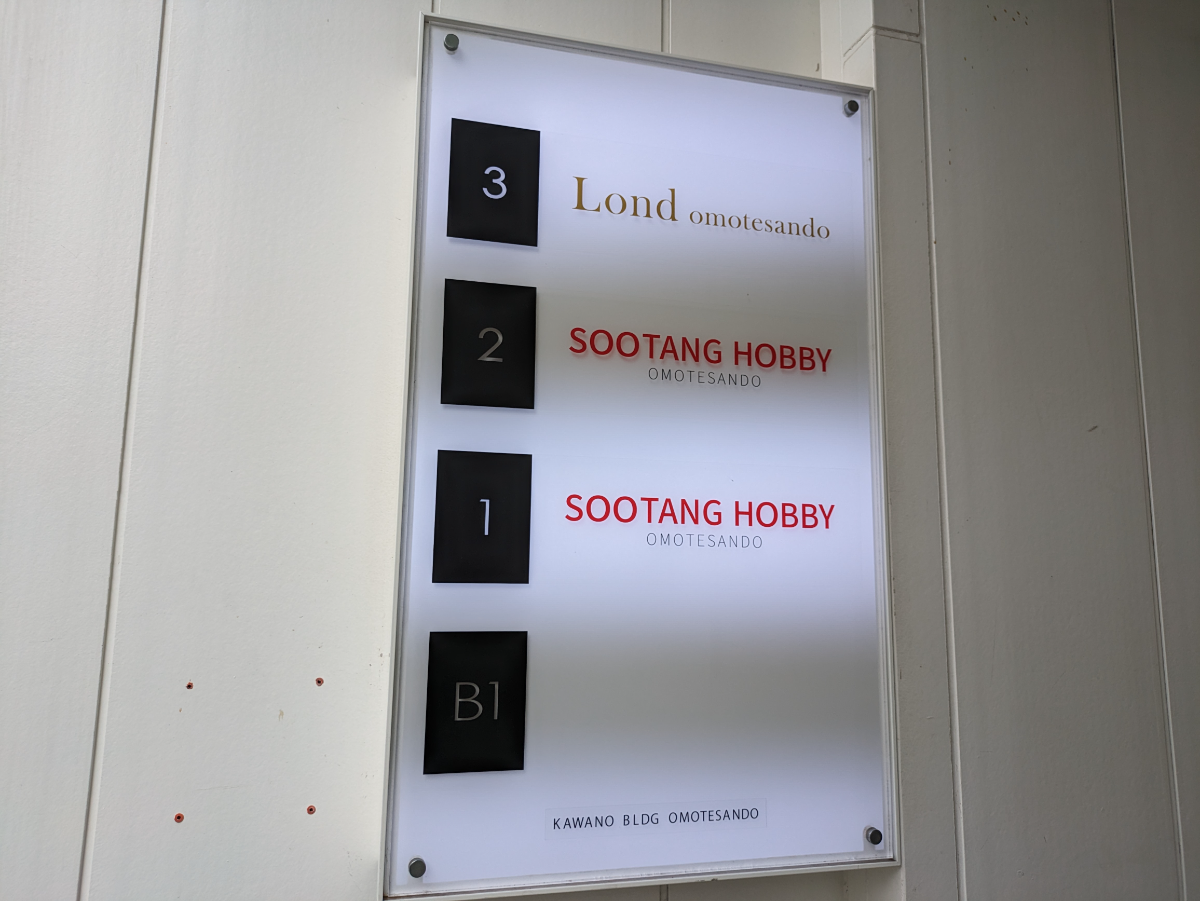 3
Lond omotesando
2
SOOTANG HOBBY
OMOTESANDO
1
SOOTANG HOBBY
OMOTESANDO
B1
KAWANO BLDG OMOTESANDO